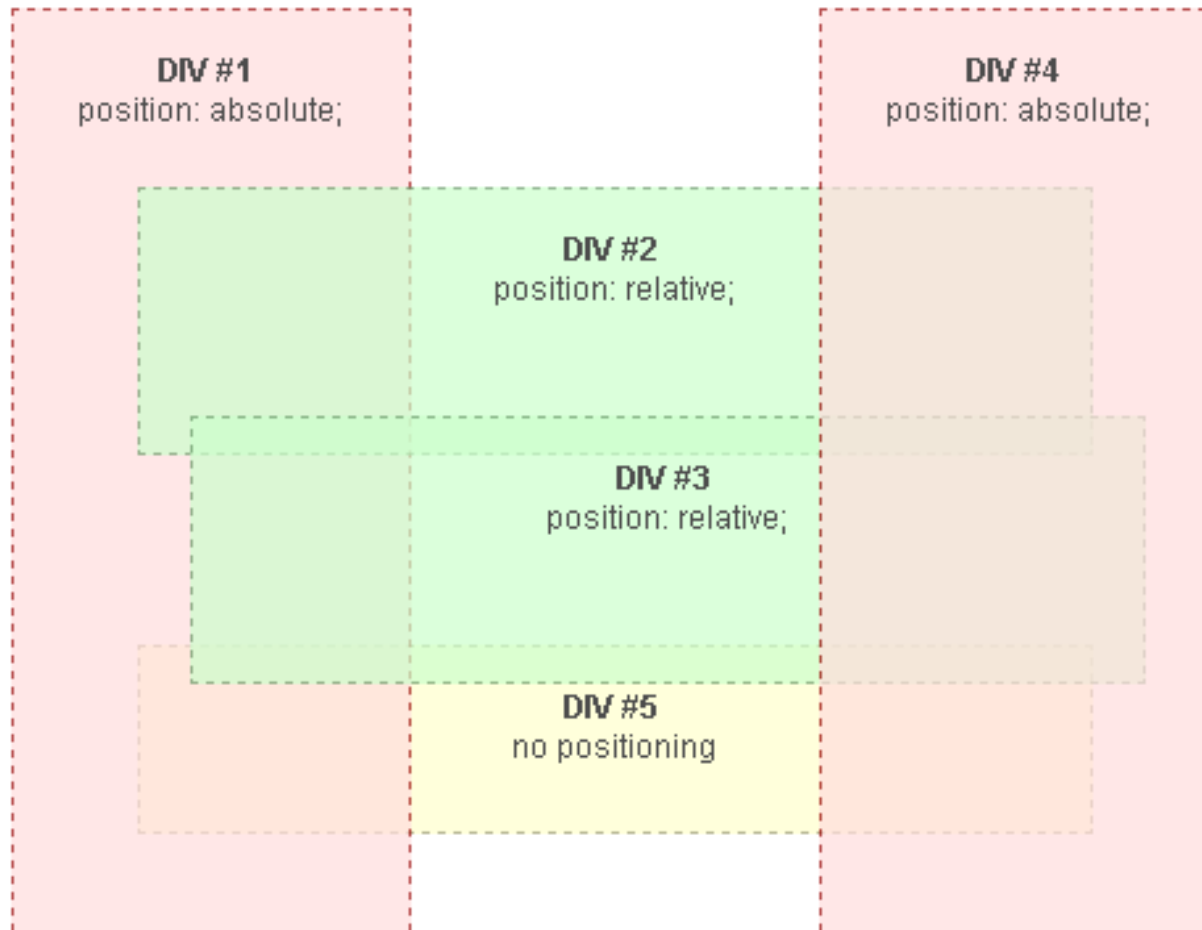 DIV #1
position: absolute;
DIV #4
position: absolute;
DIV #2
position: relative;
DIV #3
position: relative;
DIV #5
no positioning